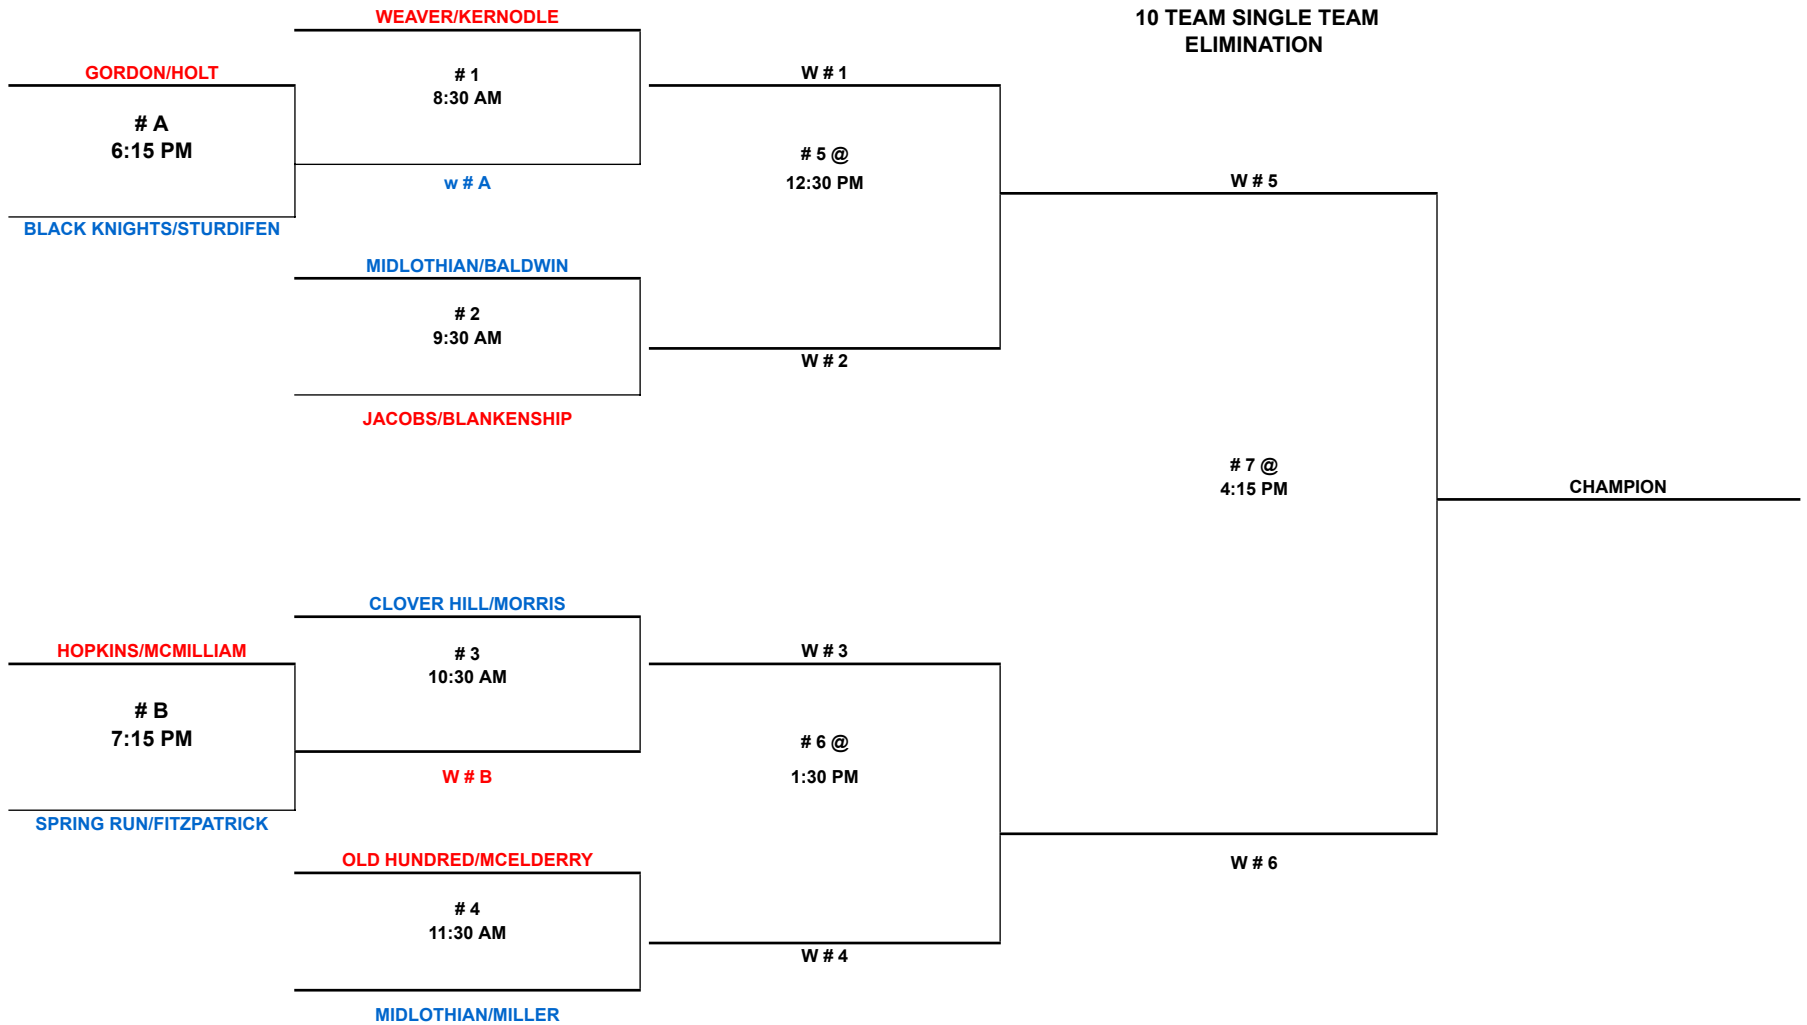 WEAVER/KERNODLE
10 TEAM SINGLE TEAM
ELIMINATION
GORDON/HOLT
# 1
8:30 AM
W # 1
# A
6:15 PM
# 5 @
12:30 PM
w # A
W # 5
BLACK KNIGHTS/STURDIFEN
MIDLOTHIAN/BALDWIN
# 2
9:30 AM
W # 2
JACOBS/BLANKENSHIP
# 7 @
4:15 PM
CHAMPION
CLOVER HILL/MORRIS
HOPKINS/MCMILLIAM
# 3
10:30 AM
W # 3
# B
7:15 PM
# 6 @
1:30 PM
W # B
SPRING RUN/FITZPATRICK
OLD HUNDRED/MCELDERRY
W # 6
# 4
11:30 AM
W # 4
MIDLOTHIAN/MILLER